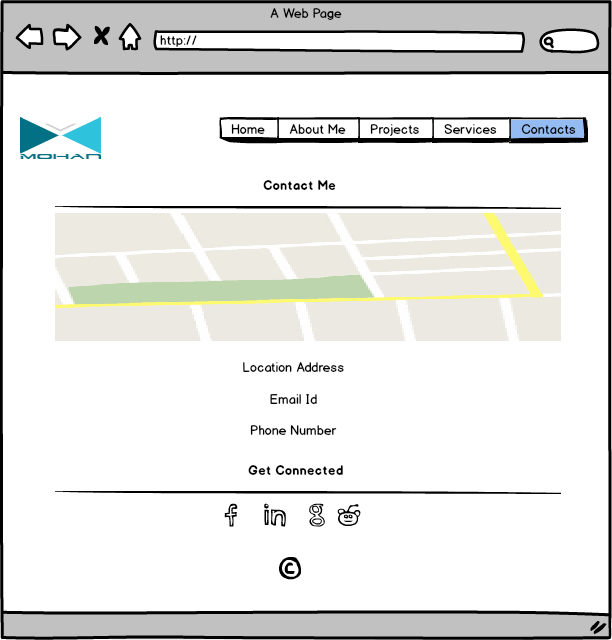 A Web Page
http://
MOHAN
Home About Me Projects Services Contacts
Contact Me
Location Address
Email Id
Phone Number
Get Connected
f in g
©